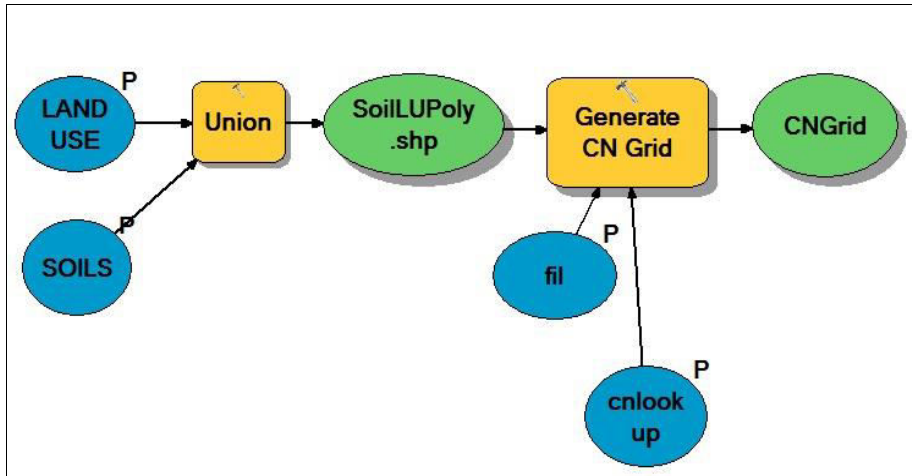 P
LAND
USE
Union
SoilLUPoly
.shp
Generate
CN Grid
CNGrid
P
SOILS
P
fil
P
cnlook
up